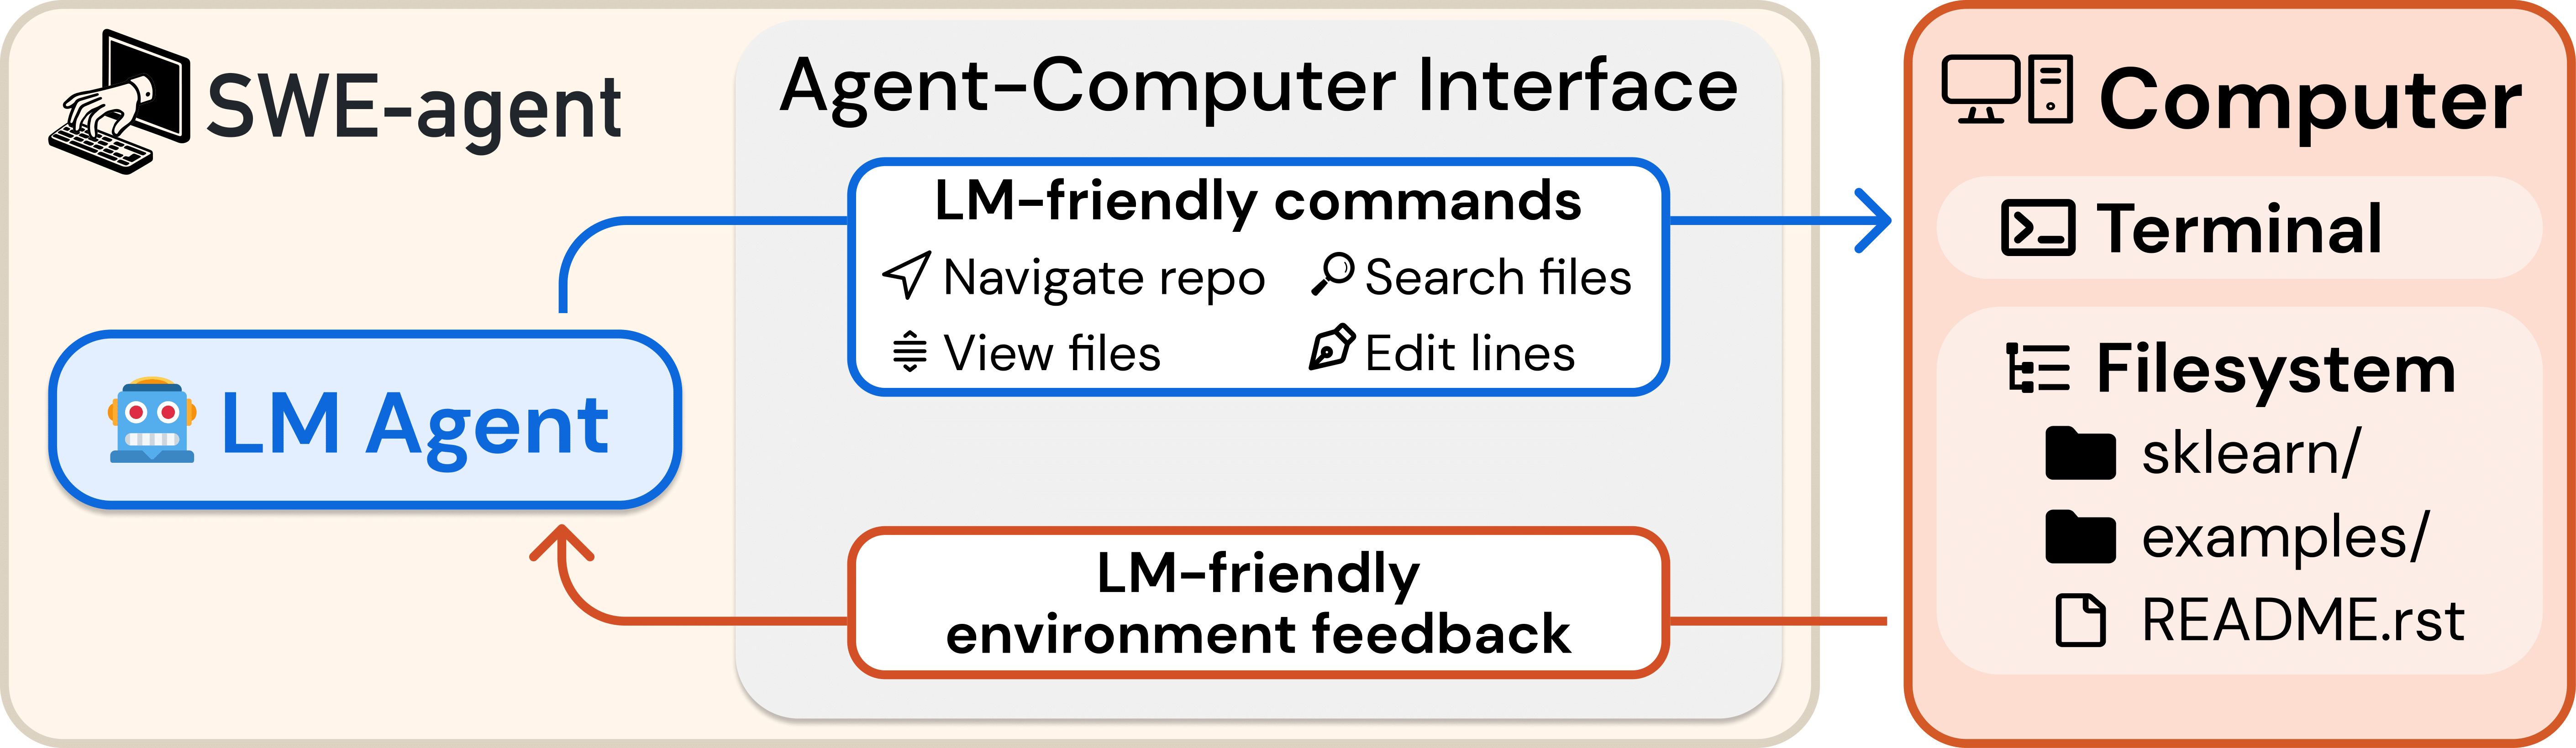 SWE-agent
Agent-Computer Interface
LM-friendly commands
Navigate repo
Search files
View files
Edit lines
LM Agent
LM-friendly
environment feedback
Computer
Terminal
Filesystem
sklearn/
examples/
README.rst